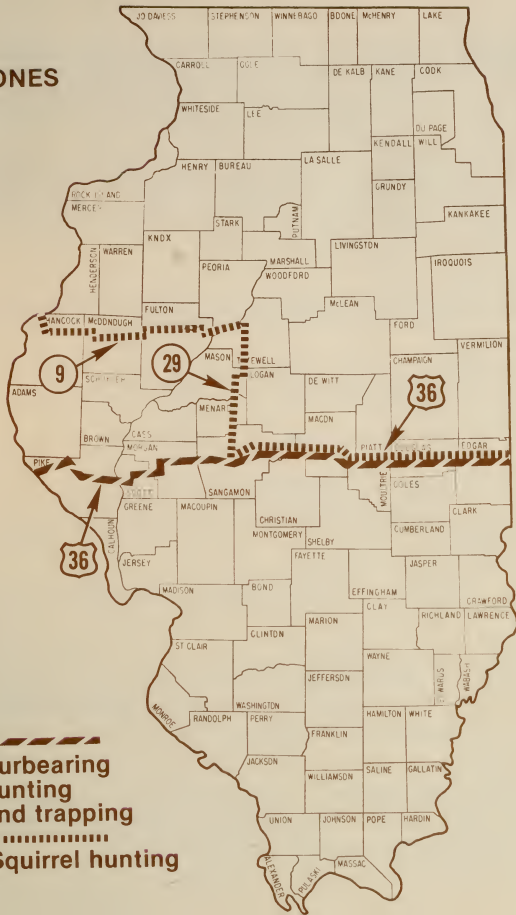 ONES
JO DAVIESS STEPHENSON WINNEBAGO BOONE McHENRY LAKE
CARROLL OGLE
DE KALB KANE COOK
WHITESIDE
LEE
DU PAGE
KENDALL WILL
HENRY BUREAU LA SALLE
GRUNDY
ROCK ISLAND
MERCER
STARK PUTNAM
KANKAKEE
KNOX
LIVINGSTON
HENDERSON WARREN
PEORIA MARSHALL
WOODFORD
IROQUOIS
McLEAN
FULTON
FORD
HANCOCK McDONOUGH
VERMILION
MASON TAZEWELL
CHAMPAIGN
9 29
LOGAN
SCHUYLER
DE WITT
ADAMS
MENARD
36
MACON
BROWN CASS
PIATT DOUGLAS EDGAR
MORGAN
PIKE
MOULTRIE
COLES
SCOTT SANGAMON
GREENE MACOUPIN
CHRISTIAN
CLARK
MONTGOMERY
CUMBERLAND
SHELBY
36
CALHOUN
FAYETTE
JERSEY
JASPER
EFFINGHAM
CRAWFORD
MADISON BOND
CLAY
RICHLAND LAWRENCE
MARION
CLINTON
ST CLAIR
WAYNE
EDWARDS WABASH
JEFFERSON
WASHINGTON
MONROE
RANDOLPH PERRY
HAMILTON WHITE
FRANKLIN
JACKSON
SALINE GALLATIN
WILLIAMSON
urbearing
unting
nd trapping
UNION JOHNSON POPE HARDIN
Squirrel hunting
ALEXANDER PULASKI MASSAC